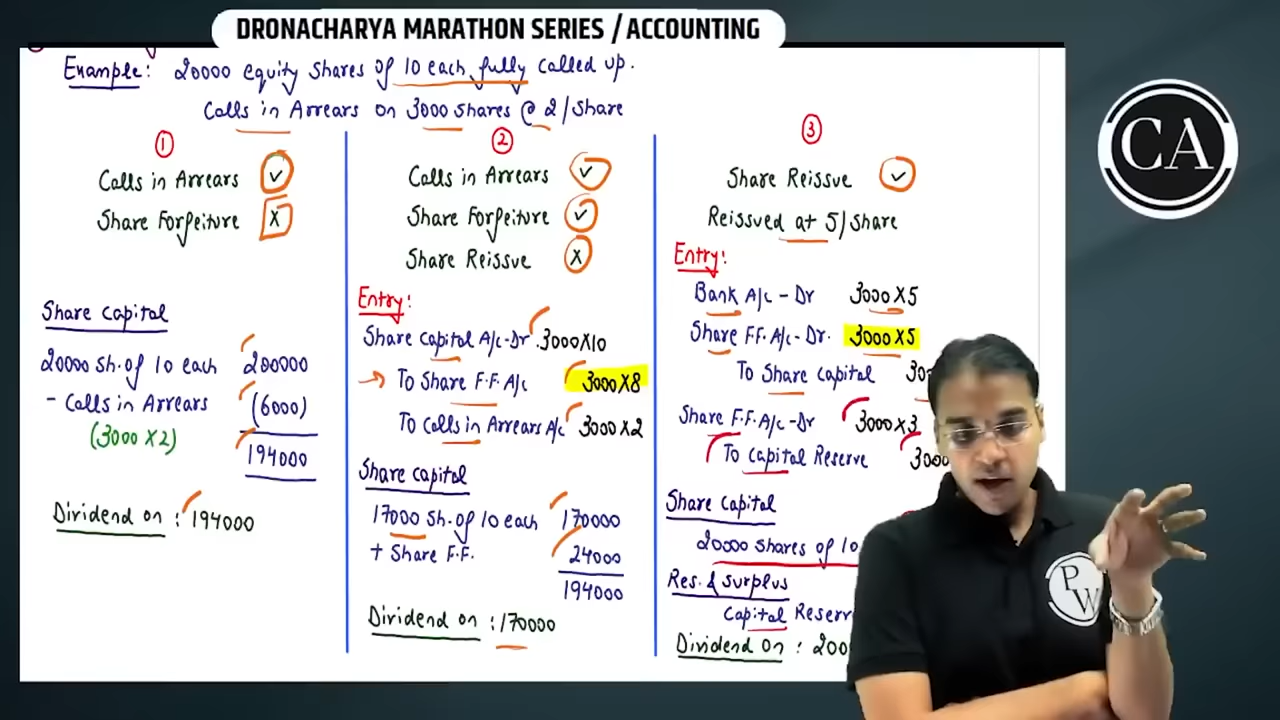 DRONACHARYA MARATHON SERIES / ACCOUNTING
Example: 20000 equity shares of 10 each fully called up.
Calls in Arrears on 3000 shares @ 2/share
1
Calls in Arrears ✓
Share Forfeiture X
Share Capital
20000 sh. of 10 each 200000
- Calls in Arrears (6000)
(3000 X 2)
194000
Dividend on : 194000
2
Calls in Arrears ✓
Share Forfeiture ✓
Share Reissue X
Entry:
Share Capital A/c - Dr. 3000X10
→ To Share F.F. A/c 3000X8
To Calls in Arrears A/c 3000X2
Share Capital
17000 sh. of 10 each 170000
+ Share F.F. 24000
194000
Dividend on : 170000
3
Share Reissue ✓
Reissued at 5/share
Entry:
Bank A/c - Dr 3000X5
Share F.F. A/c - Dr. 3000X5
To Share Capital
Share F.F. A/c - Dr 3000X3
To Capital Reserve 3000
Share Capital
20000 shares of 10
Res. & Surplus
Capital Reserve
Dividend on : 200
CA
PW